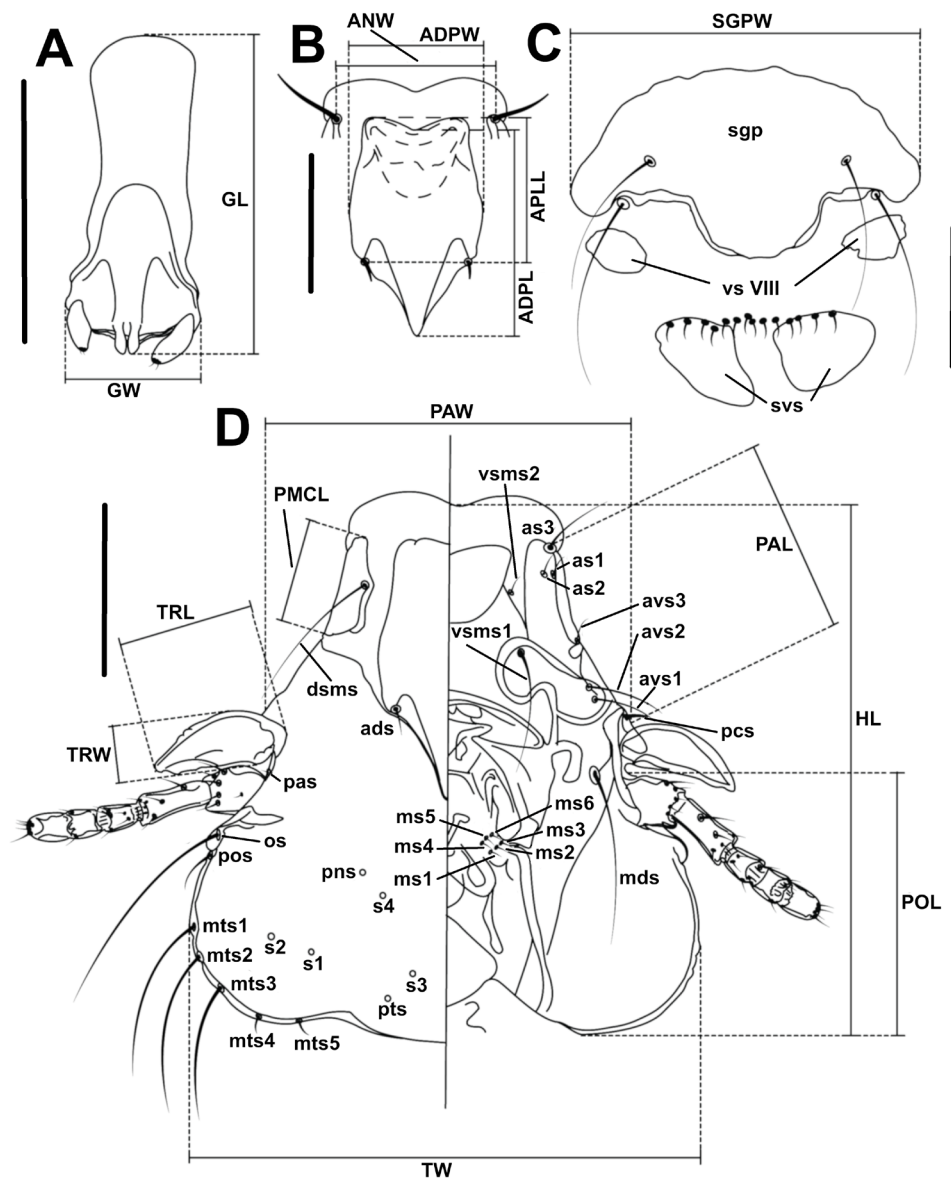 A
GL
GW
B
ANW
ADPW
APLL
ADPL
C
SGPW
sgp
vs VIII
svs
D
PAW
PMCL
vsms2
as3
as1
as2
PAL
TRL
avs3
avs2
vsms1
avs1
dsms
ads
pcs
HL
TRW
pas
ms5
ms6
os
ms3
ms4
ms2
pos
pns
ms1
mds
s4
POL
mts1
s2
s1
mts2
mts3
s3
pts
mts4
mts5
TW